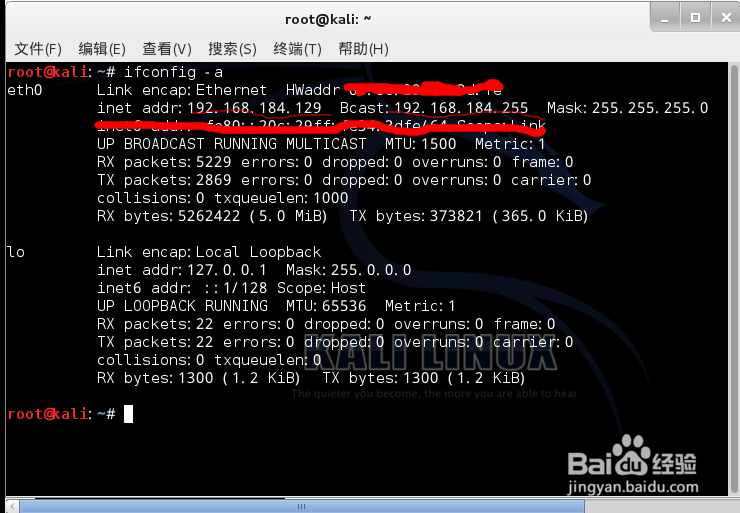 root@kali: ~
文件(F) 编辑(E) 查看(V) 搜索(S) 终端(T) 帮助(H)
root@kali:~# ifconfig -a
eth0 Link encap:Ethernet HWaddr
inet addr:192.168.184.129 Bcast:192.168.184.255 Mask:255.255.255.0
UP BROADCAST RUNNING MULTICAST MTU:1500 Metric:1
RX packets:5229 errors:0 dropped:0 overruns:0 frame:0
TX packets:2869 errors:0 dropped:0 overruns:0 carrier:0
collisions:0 txqueuelen:1000
RX bytes:5262422 (5.0 MiB) TX bytes:373821 (365.0 KiB)
lo Link encap:Local Loopback
inet addr:127.0.0.1 Mask:255.0.0.0
inet6 addr: ::1/128 Scope:Host
UP LOOPBACK RUNNING MTU:65536 Metric:1
RX packets:22 errors:0 dropped:0 overruns:0 frame:0
TX packets:22 errors:0 dropped:0 overruns:0 carrier:0
collisions:0 txqueuelen:0
KALI LINUX
RX bytes:1300 (1.2 KiB) TX bytes:1300 (1.2 KiB)
The quieter you become, the more you are able to hear.
root@kali:~#
Baidu经验
jingyan.baidu.com